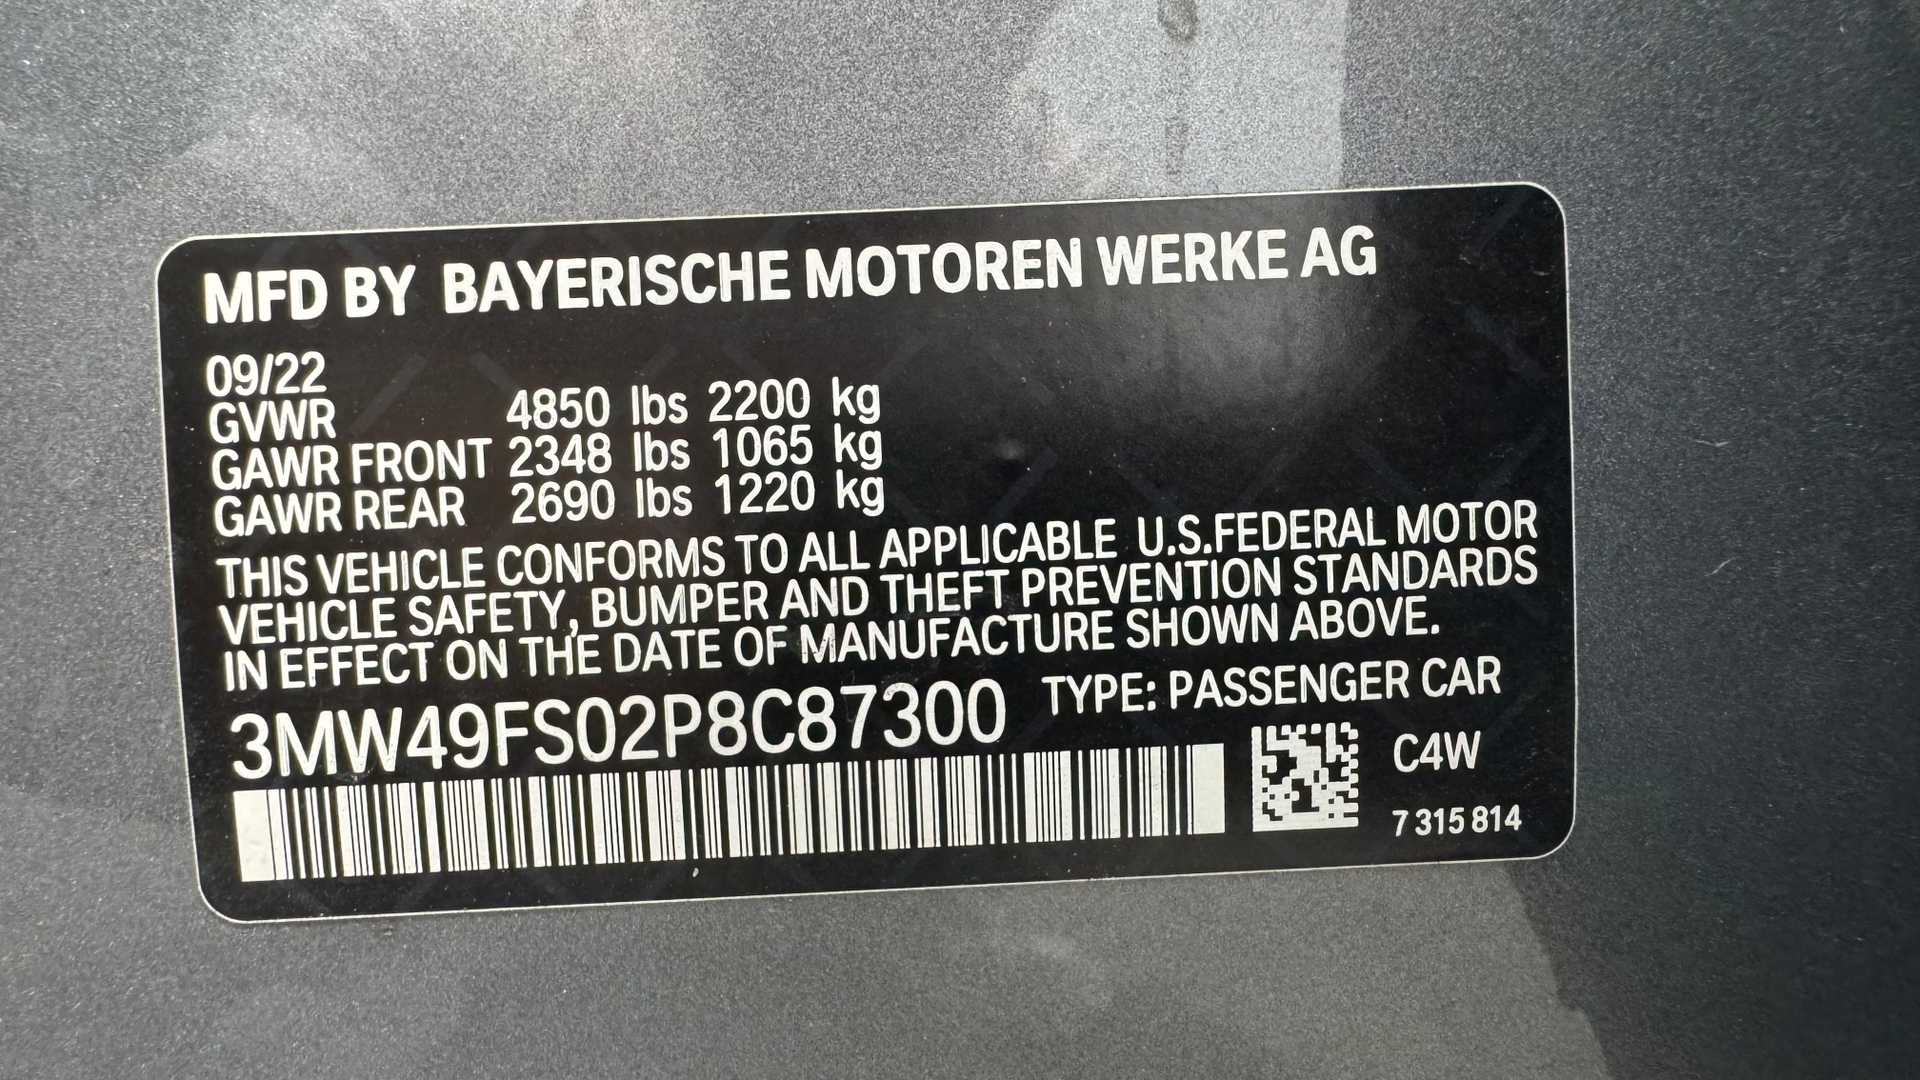 MFD BY BAYERISCHE MOTOREN WERKE AG
09/22
GVWR 4850 lbs 2200 kg
GAWR FRONT 2348 lbs 1065 kg
GAWR REAR 2690 lbs 1220 kg
THIS VEHICLE CONFORMS TO ALL APPLICABLE U.S.FEDERAL MOTOR
VEHICLE SAFETY, BUMPER AND THEFT PREVENTION STANDARDS
IN EFFECT ON THE DATE OF MANUFACTURE SHOWN ABOVE.
3MW49FS02P8C87300 TYPE: PASSENGER CAR
C4W
7 315 814